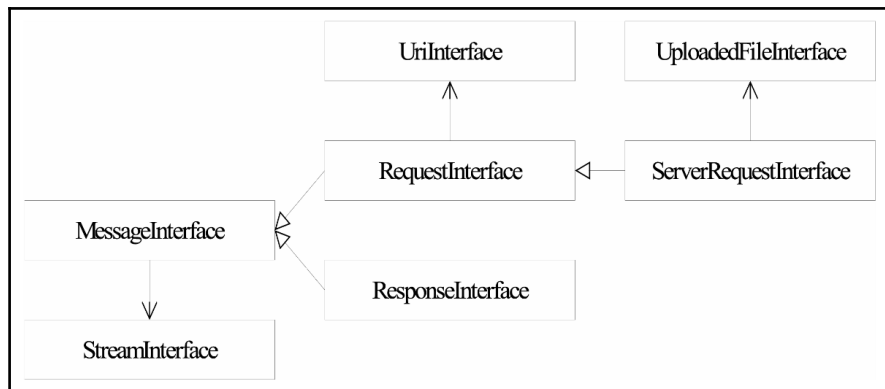 UriInterface
UploadedFileInterface
RequestInterface
ServerRequestInterface
MessageInterface
ResponseInterface
StreamInterface